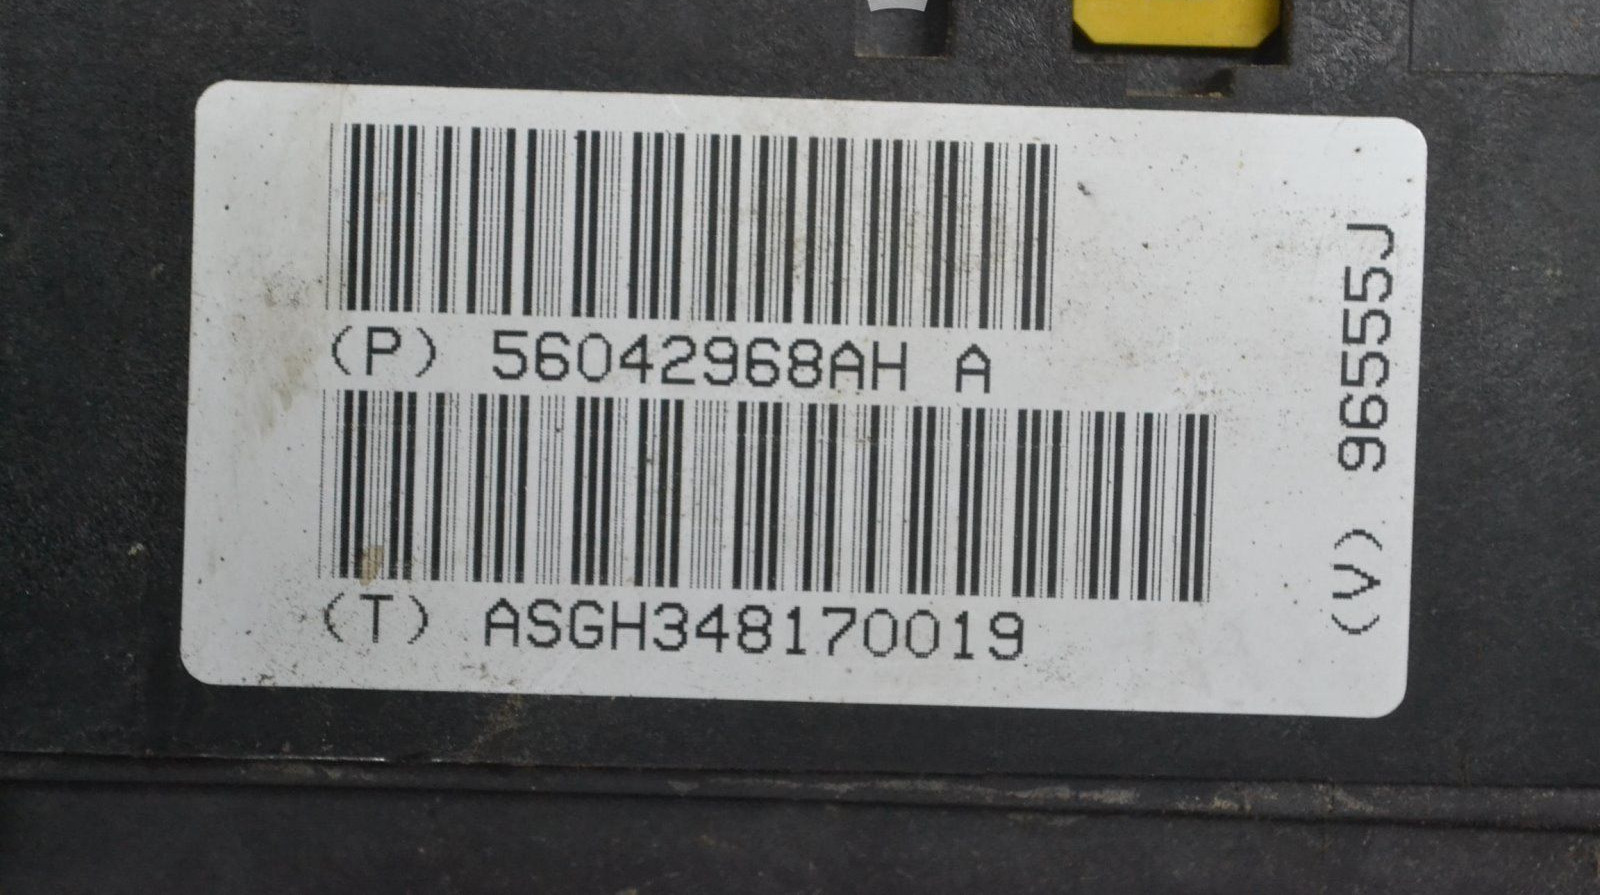 (P) 56042968AH A
(T) ASGH348170019
(V) 96555J